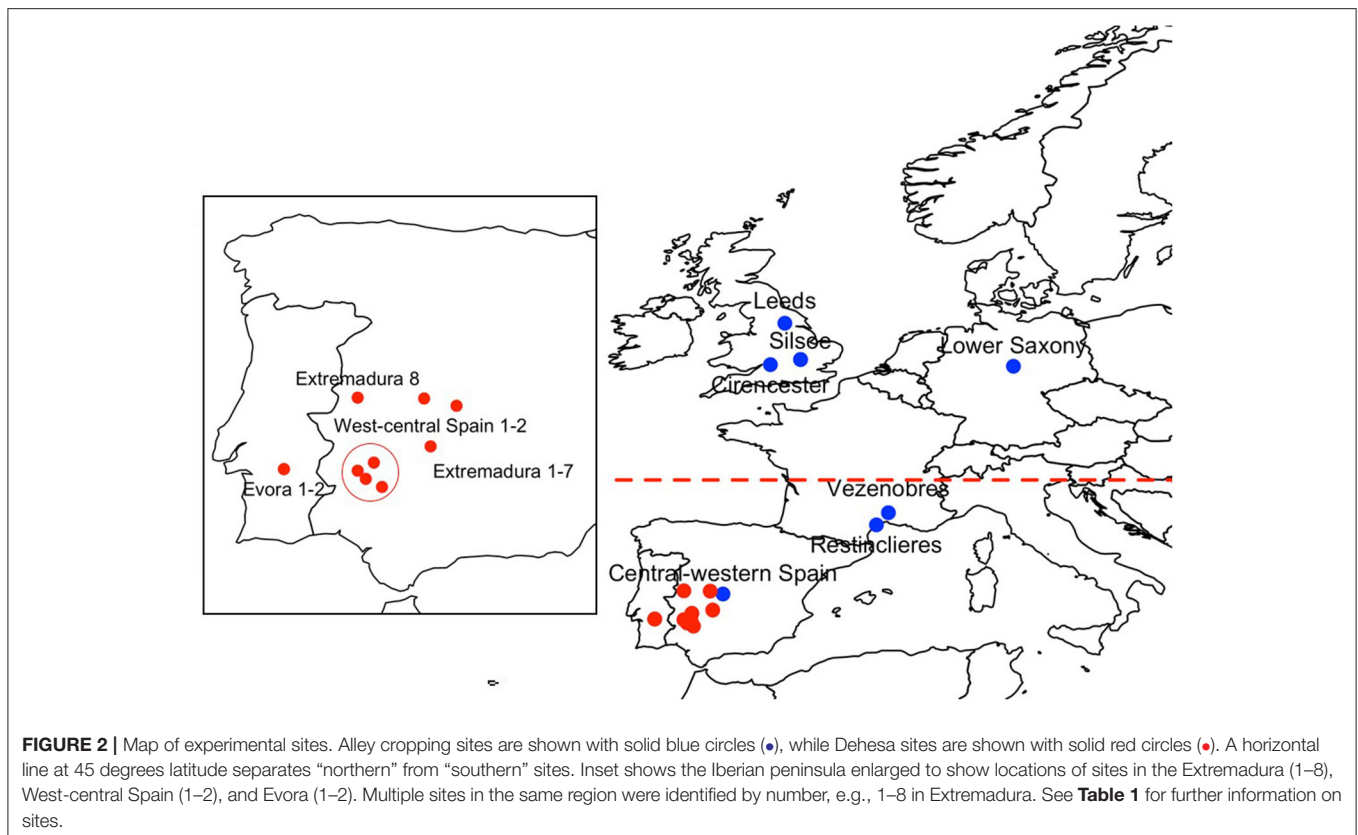 Leeds
Silsoe
Lower Saxony
Cirencester
Extremadura 8
West-central Spain 1-2
Extremadura 1-7
Evora 1-2
Vezenobres
Restinclieres
Central-western Spain
FIGURE 2 | Map of experimental sites. Alley cropping sites are shown with solid blue circles (●), while Dehesa sites are shown with solid red circles (●). A horizontal
line at 45 degrees latitude separates “northern” from “southern” sites. Inset shows the Iberian peninsula enlarged to show locations of sites in the Extremadura (1–8),
West-central Spain (1–2), and Evora (1–2). Multiple sites in the same region were identified by number, e.g., 1–8 in Extremadura. See Table 1 for further information on
sites.